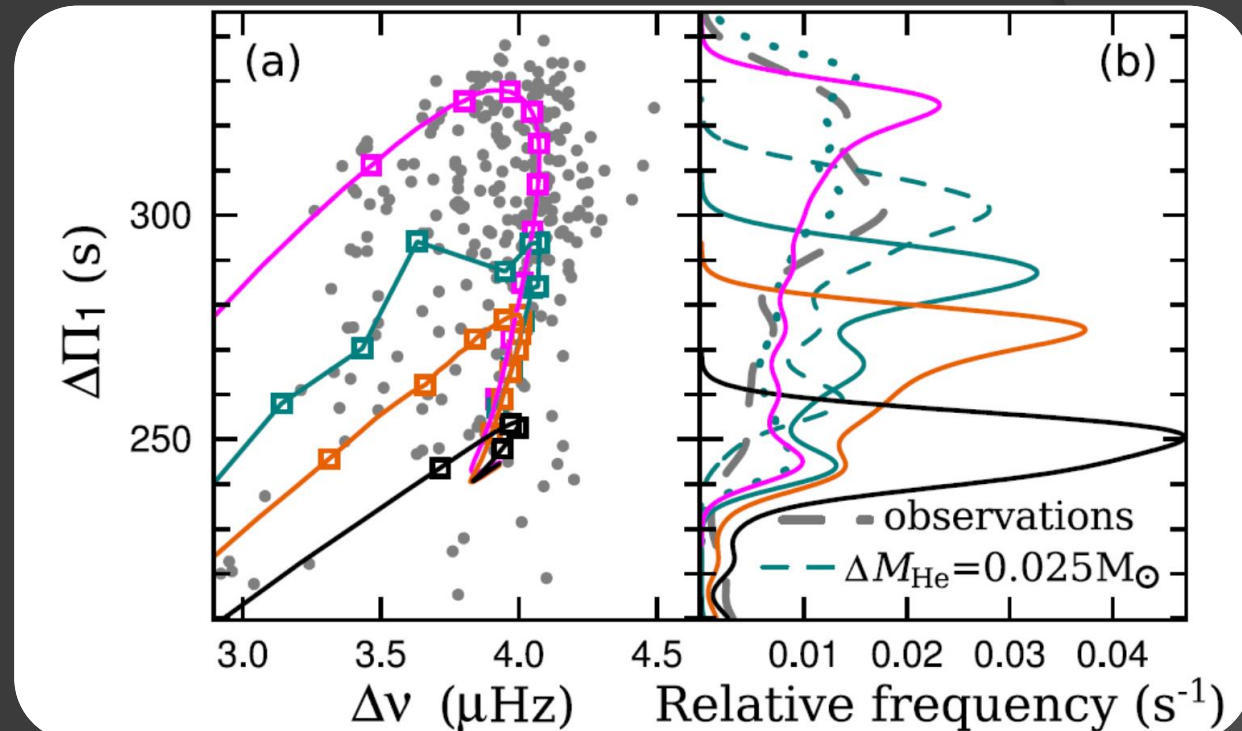 (a)
(b)
300
250
ΔΠ₁ (s)
observations
ΔM_He=0.025M⊙
3.0 3.5 4.0 4.5
0.01 0.02 0.03 0.04
Δν (μHz)
Relative frequency (s⁻¹)